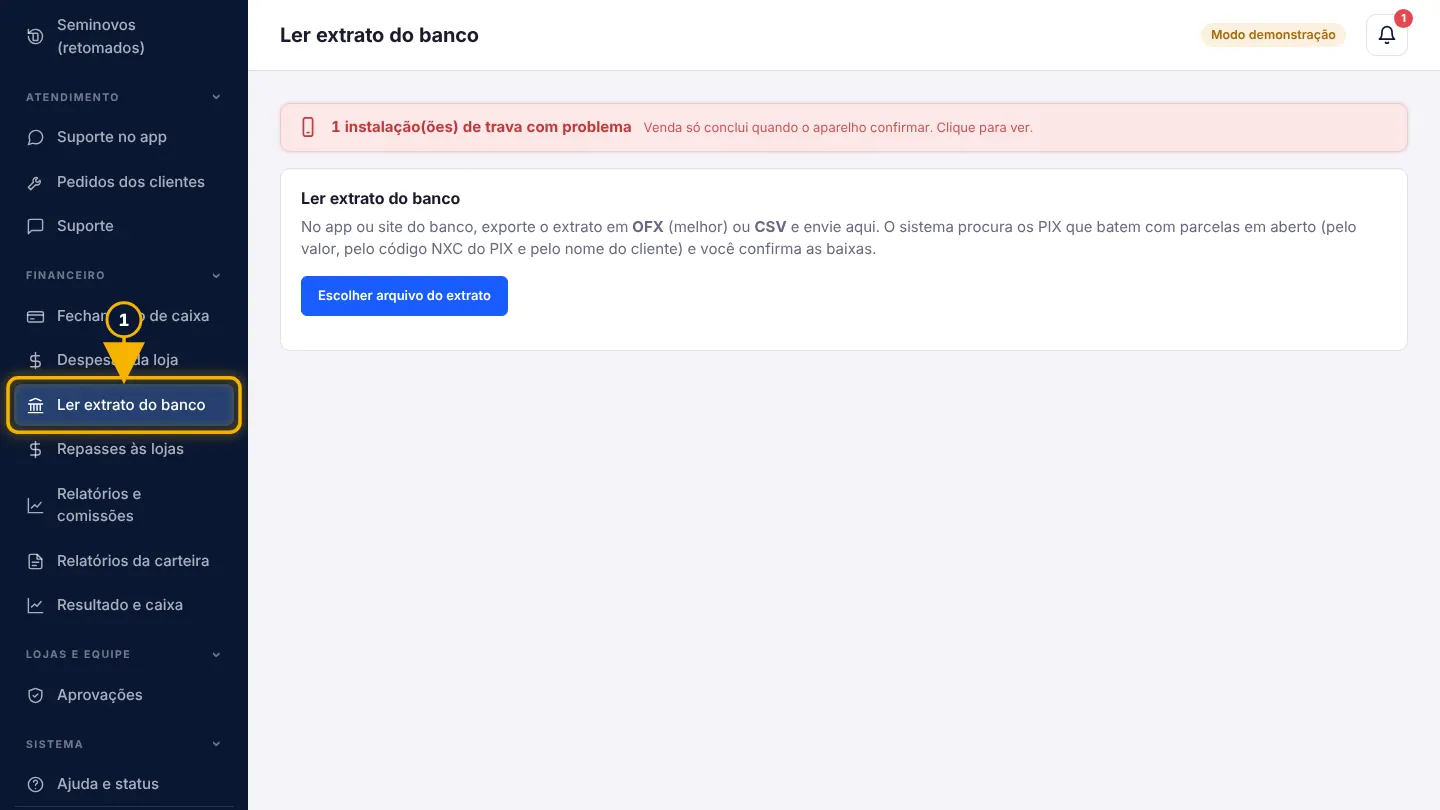 Seminovos
(retomados)
ATENDIMENTO
Suporte no app
Pedidos dos clientes
Suporte
FINANCEIRO
1
de caixa
loja
Ler extrato do banco
Repasses às lojas
Relatórios e
comissões
Relatórios da carteira
Resultado e caixa
LOJAS E EQUIPE
Aprovações
SISTEMA
Ajuda e status
Ler extrato do banco
Modo demonstração
1
1 instalação(ões) de trava com problema Venda só conclui quando o aparelho confirmar. Clique para ver.
Ler extrato do banco
No app ou site do banco, exporte o extrato em OFX (melhor) ou CSV e envie aqui. O sistema procura os PIX que batem com parcelas em aberto (pelo
valor, pelo código NXC do PIX e pelo nome do cliente) e você confirma as baixas.
Escolher arquivo do extrato